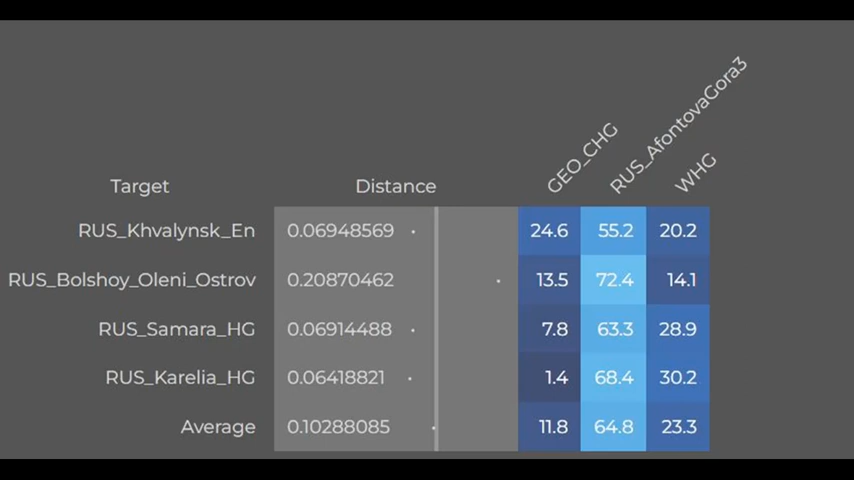 GEO_CHG
RUS_AfontovaGora3
WHG
Target Distance
RUS_Khvalynsk_En 0.06948569 24.6 55.2 20.2
RUS_Bolshoy_Oleni_Ostrov 0.20870462 13.5 72.4 14.1
RUS_Samara_HG 0.06914488 7.8 63.3 28.9
RUS_Karelia_HG 0.06418821 1.4 68.4 30.2
Average 0.10288085 11.8 64.8 23.3